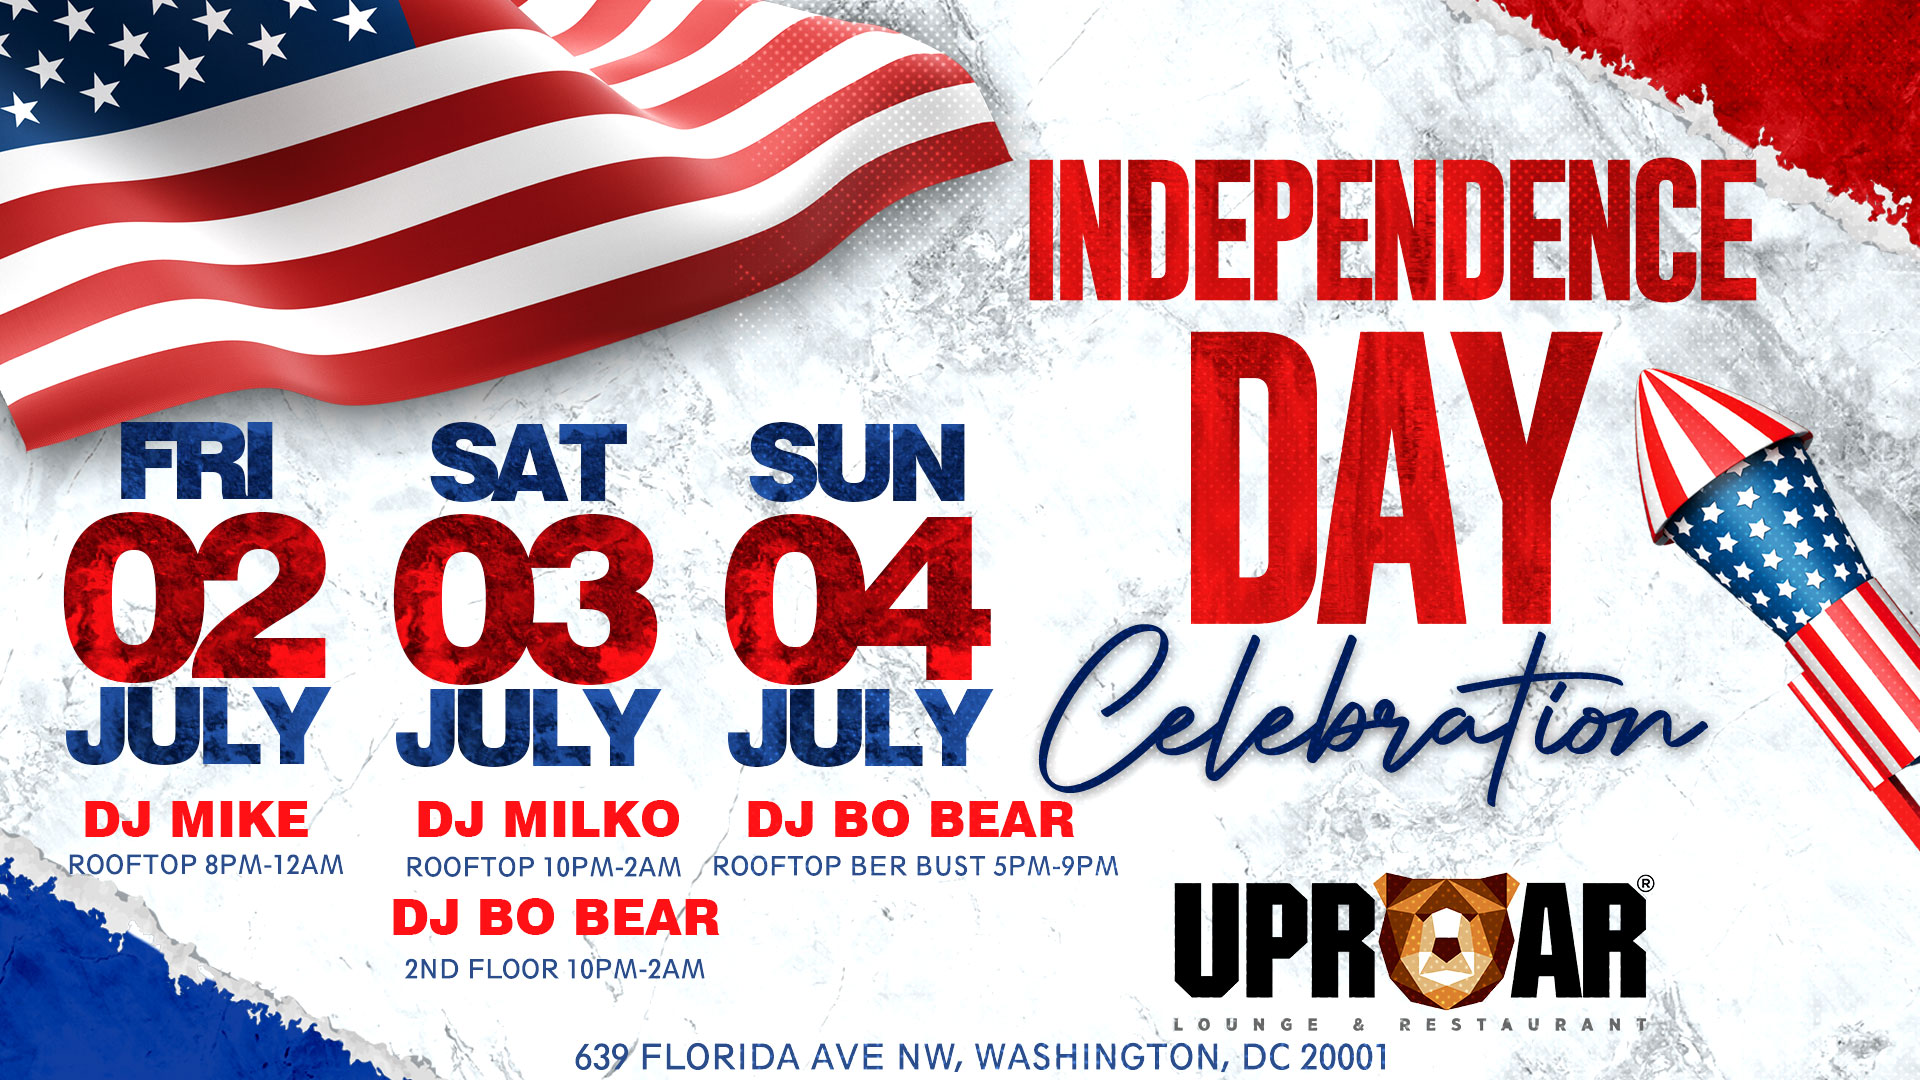 INDEPENDENCE
DAY
Celebration
FRI
02
JULY
DJ MIKE
ROOFTOP 8PM-12AM
SAT
03
JULY
DJ MILKO
ROOFTOP 10PM-2AM
DJ BO BEAR
2ND FLOOR 10PM-2AM
SUN
04
JULY
DJ BO BEAR
ROOFTOP BER BUST 5PM-9PM
UPROAR®
LOUNGE & RESTAURANT
639 FLORIDA AVE NW, WASHINGTON, DC 20001